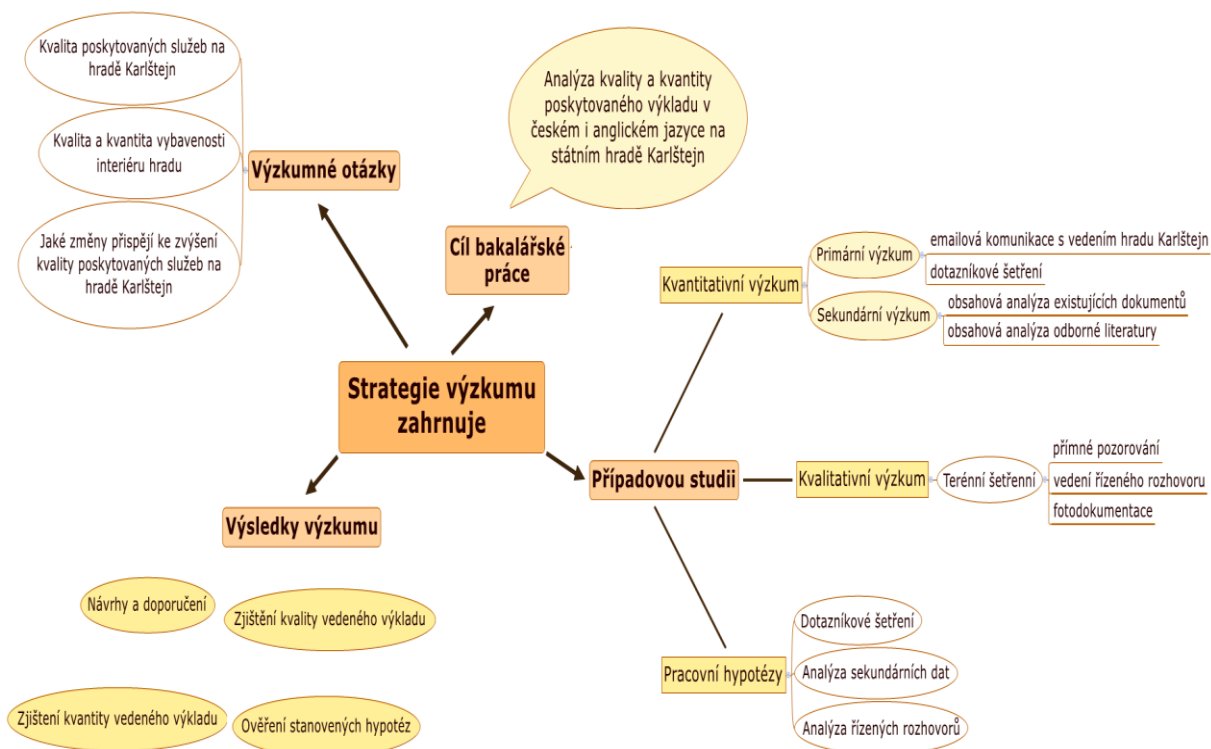 Kvalita poskytovaných služeb na
hradě Karlštejn
Kvalita a kvantita vybavenosti
interiéru hradu
Jaké změny přispějí ke zvýšení
kvality poskytovaných služeb na
hradě Karlštejn
Výzkumné otázky
Analýza kvality a kvantity
poskytovaného výkladu v
českém i anglickém jazyce na
státním hradě Karlštejn
Cíl bakalářské
práce
Strategie výzkumu
zahrnuje
Kvantitativní výzkum
Primární výzkum
emailová komunikace s vedením hradu Karlštejn
dotazníkové šetření
Sekundární výzkum
obsahová analýza existujících dokumentů
obsahová analýza odborné literatury
Případovou studii
Kvalitativní výzkum
Terénní šetřenní
přímné pozorování
vedení řízeného rozhovoru
fotodokumentace
Pracovní hypotézy
Dotazníkové šetření
Analýza sekundárních dat
Analýza řízených rozhovorů
Výsledky výzkumu
Návrhy a doporučení
Zjištění kvality vedeného výkladu
Zjištení kvantity vedeného výkladu
Ověření stanovených hypotéz